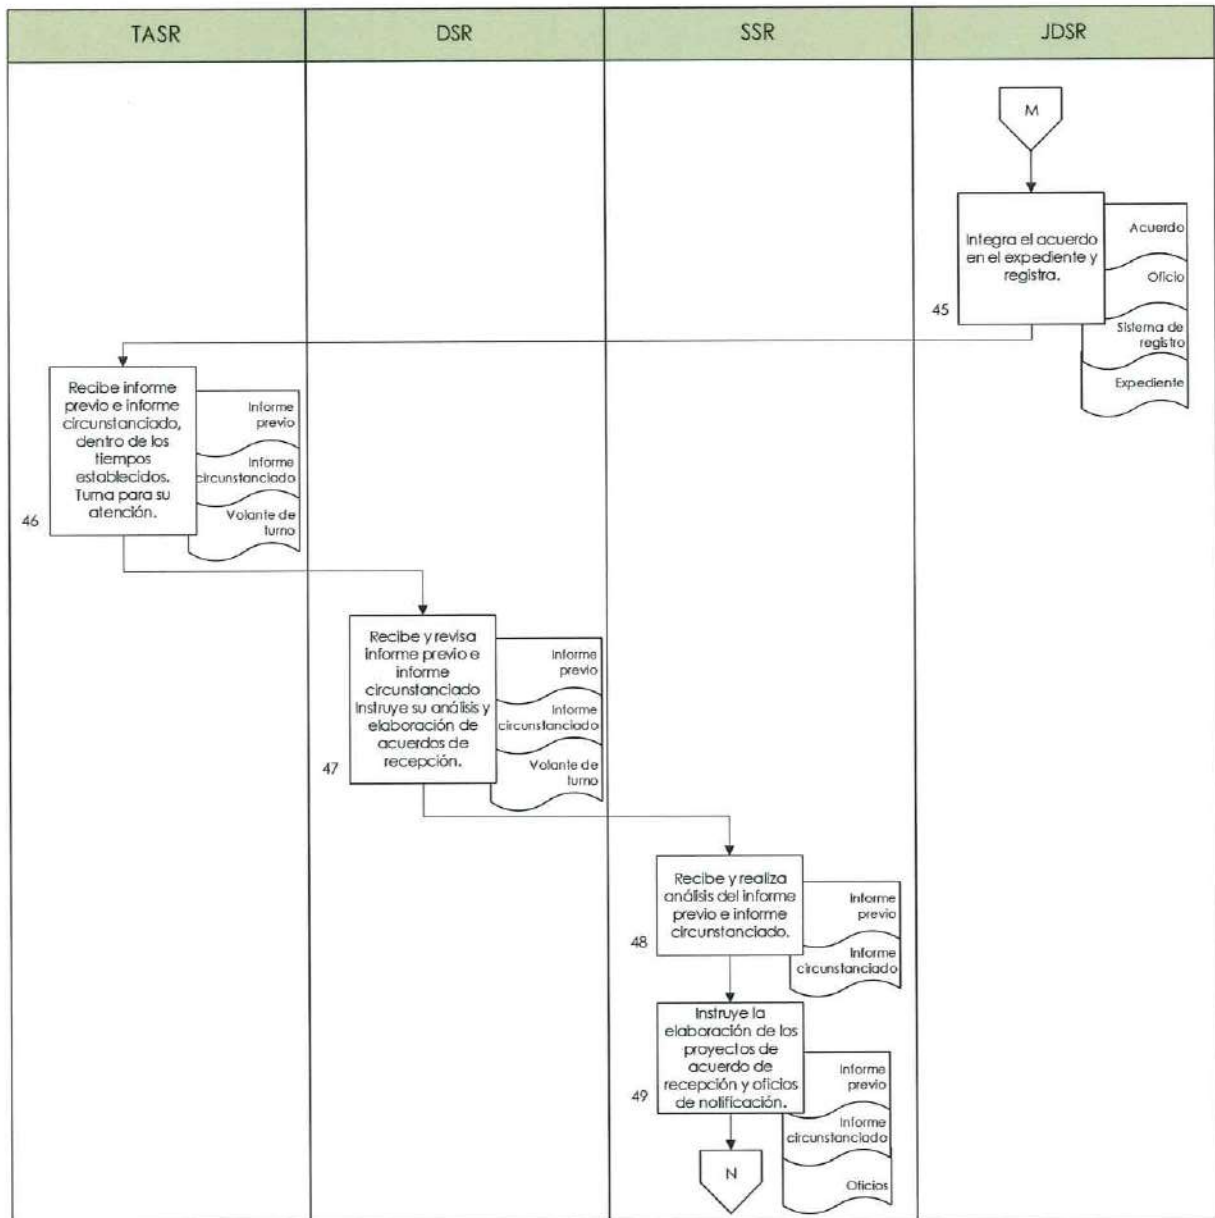 TASR
DSR
SSR
JDSR
M
Integra el acuerdo
en el expediente y
registra.
45
Acuerdo
Oficio
Sistema de
registro
Expediente
Recibe informe
previo e informe
circunstanciado,
dentro de los
tiempos
establecidos.
Turna para su
atención.
46
Informe
previo
Informe
circunstanciado
Volante de
turno
Recibe y revisa
informe previo e
informe
circunstanciado
Instruye su análisis y
elaboración de
acuerdos de
recepción.
47
Informe
previo
Informe
circunstanciado
Volante de
turno
Recibe y realiza
análisis del informe
previo e informe
circunstanciado.
48
Informe
previo
Informe
circunstanciado
Instruye la
elaboración de los
proyectos de
acuerdo de
recepción y oficios
de notificación.
49
Informe
previo
Informe
circunstanciado
Oficios
N